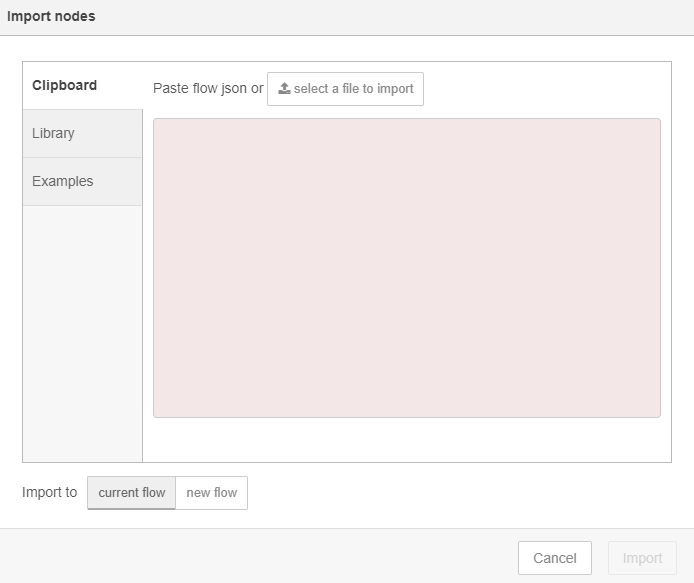 Import nodes
Clipboard
Paste flow json or select a file to import
Library
Examples
Import to current flow new flow
Cancel Import